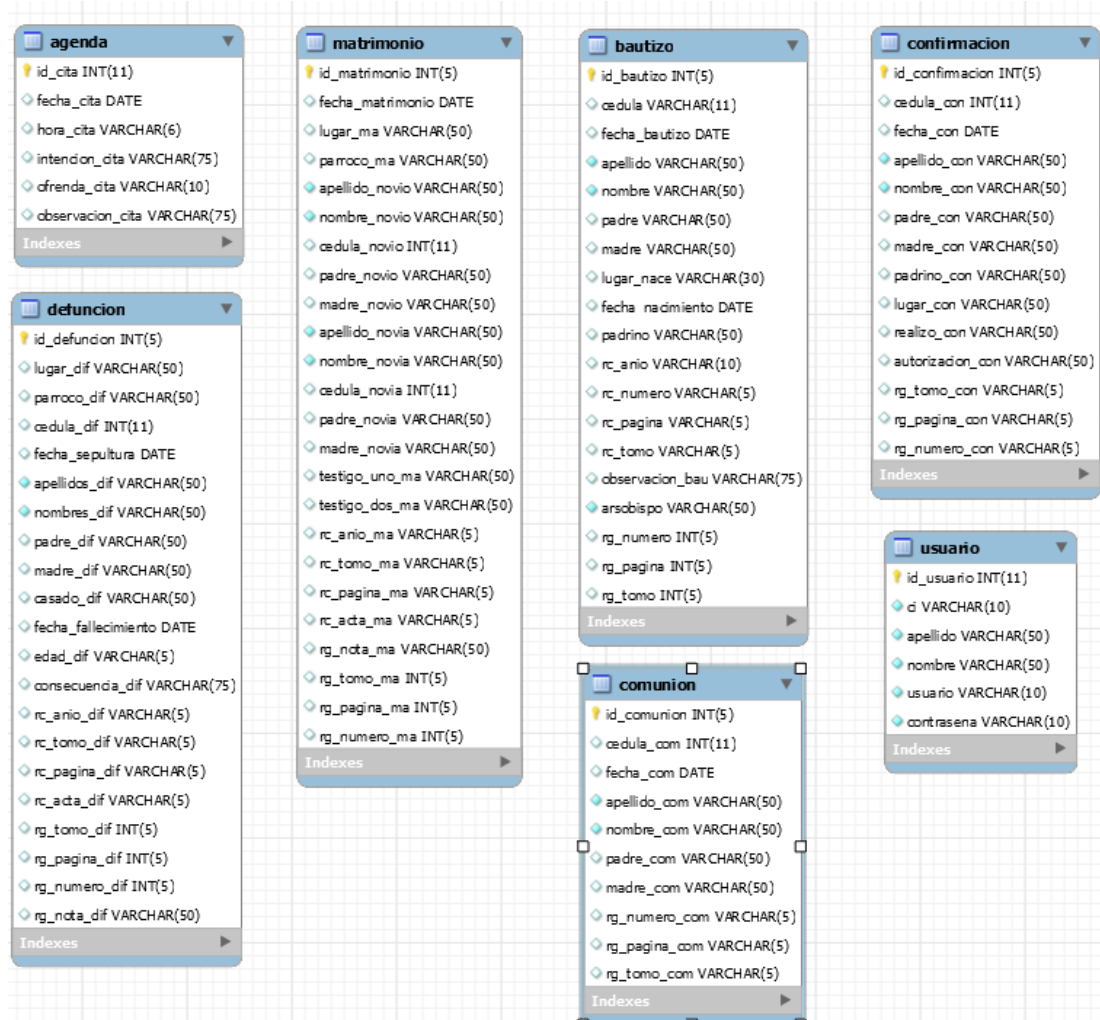 agenda
id_cita INT(11)
fecha_cita DATE
hora_cita VARCHAR(6)
intencion_cita VARCHAR(75)
ofrenda_cita VARCHAR(10)
observacion_cita VARCHAR(75)
Indexes
defuncion
id_defuncion INT(5)
lugar_dif VARCHAR(50)
parroco_dif VARCHAR(50)
cedula_dif INT(11)
fecha_sepultura DATE
apellidos_dif VARCHAR(50)
nombres_dif VARCHAR(50)
padre_dif VARCHAR(50)
madre_dif VARCHAR(50)
casado_dif VARCHAR(50)
fecha_fallecimiento DATE
edad_dif VARCHAR(5)
consecuencia_dif VARCHAR(75)
rc_anio_dif VARCHAR(5)
rc_tomo_dif VARCHAR(5)
rc_pagina_dif VARCHAR(5)
rc_acta_dif VARCHAR(5)
rg_tomo_dif INT(5)
rg_pagina_dif INT(5)
rg_numero_dif INT(5)
rg_nota_dif VARCHAR(50)
Indexes
matrimonio
id_matrimonio INT(5)
fecha_matrimonio DATE
lugar_ma VARCHAR(50)
parroco_ma VARCHAR(50)
apellido_novio VARCHAR(50)
nombre_novio VARCHAR(50)
cedula_novio INT(11)
padre_novio VARCHAR(50)
madre_novio VARCHAR(50)
apellido_novia VARCHAR(50)
nombre_novia VARCHAR(50)
cedula_novia INT(11)
padre_novia VARCHAR(50)
madre_novia VARCHAR(50)
testigo_uno_ma VARCHAR(50)
testigo_dos_ma VARCHAR(50)
rc_anio_ma VARCHAR(5)
rc_tomo_ma VARCHAR(5)
rc_pagina_ma VARCHAR(5)
rc_acta_ma VARCHAR(5)
rg_nota_ma VARCHAR(50)
rg_tomo_ma INT(5)
rg_pagina_ma INT(5)
rg_numero_ma INT(5)
Indexes
bautizo
id_bautizo INT(5)
cedula VARCHAR(11)
fecha_bautizo DATE
apellido VARCHAR(50)
nombre VARCHAR(50)
padre VARCHAR(50)
madre VARCHAR(50)
lugar_nace VARCHAR(30)
fecha_nacimiento DATE
padrino VARCHAR(50)
rc_anio VARCHAR(10)
rc_numero VARCHAR(5)
rc_pagina VARCHAR(5)
rc_tomo VARCHAR(5)
observacion_bau VARCHAR(75)
arsobispo VARCHAR(50)
rg_numero INT(5)
rg_pagina INT(5)
rg_tomo INT(5)
Indexes
comunion
id_comunion INT(5)
cedula_com INT(11)
fecha_com DATE
apellido_com VARCHAR(50)
nombre_com VARCHAR(50)
padre_com VARCHAR(50)
madre_com VARCHAR(50)
rg_numero_com VARCHAR(5)
rg_pagina_com VARCHAR(5)
rg_tomo_com VARCHAR(5)
Indexes
confirmacion
id_confirmacion INT(5)
cedula_con INT(11)
fecha_con DATE
apellido_con VARCHAR(50)
nombre_con VARCHAR(50)
padre_con VARCHAR(50)
madre_con VARCHAR(50)
padrino_con VARCHAR(50)
lugar_con VARCHAR(50)
realizo_con VARCHAR(50)
autorizacion_con VARCHAR(50)
rg_tomo_con VARCHAR(5)
rg_pagina_con VARCHAR(5)
rg_numero_con VARCHAR(5)
Indexes
usuario
id_usuario INT(11)
ci VARCHAR(10)
apellido VARCHAR(50)
nombre VARCHAR(50)
usuario VARCHAR(10)
contrasena VARCHAR(10)
Indexes